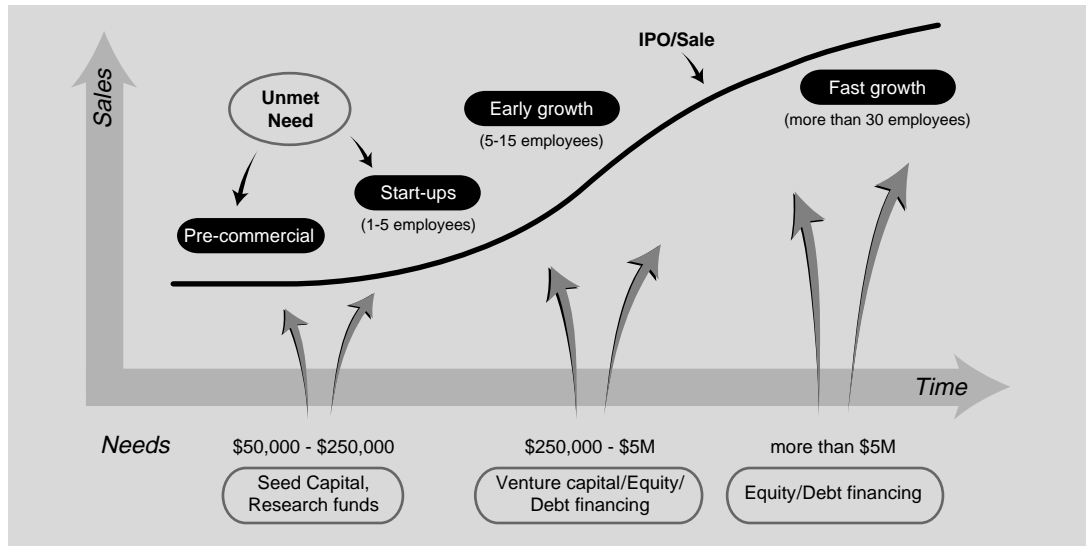 Sales
IPO/Sale
Unmet
Need
Early growth
(5-15 employees)
Fast growth
(more than 30 employees)
Start-ups
(1-5 employees)
Pre-commercial
Time
Needs
$50,000 - $250,000
$250,000 - $5M
more than $5M
Seed Capital,
Research funds
Venture capital/Equity/
Debt financing
Equity/Debt financing